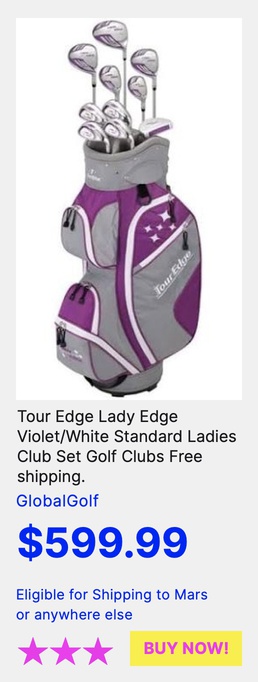 Tour Edge
Tour Edge Lady Edge
Violet/White Standard Ladies
Club Set Golf Clubs Free
shipping.
GlobalGolf
$599.99
Eligible for Shipping to Mars
or anywhere else
BUY NOW!